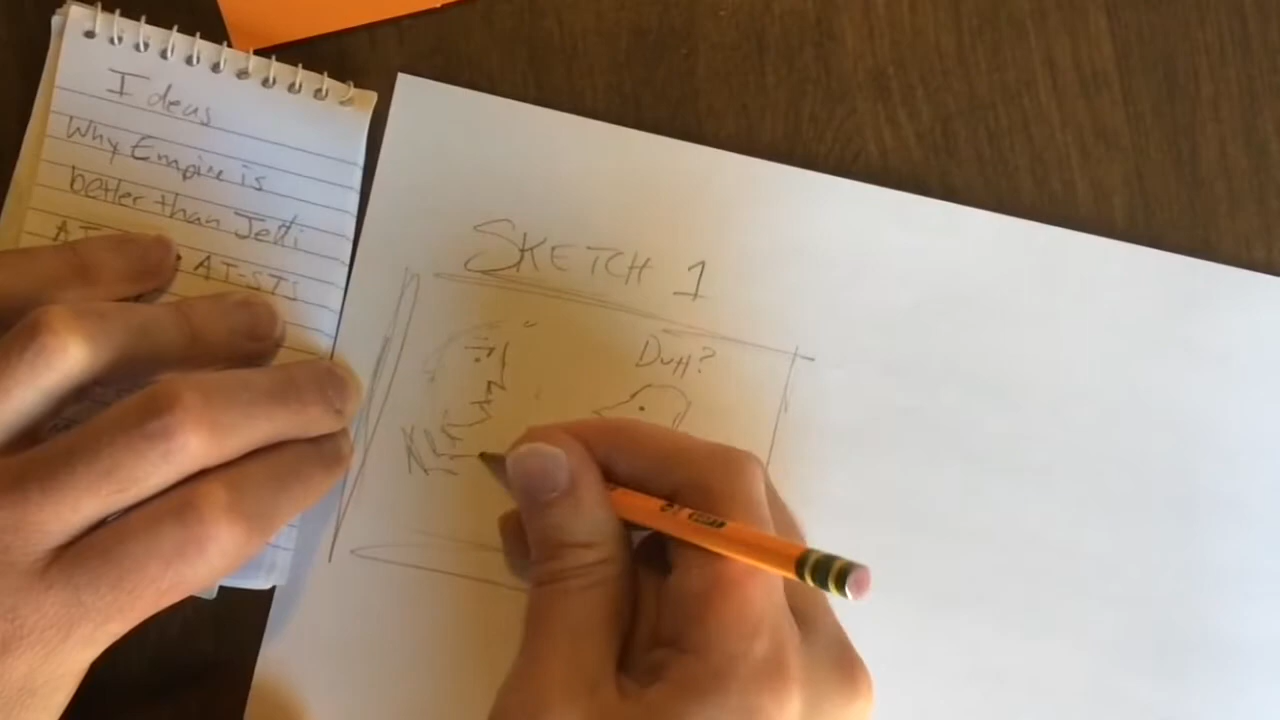 Ideas
Why Empire is
better than Jedi
AT-STs
SKETCH 1
DUH?